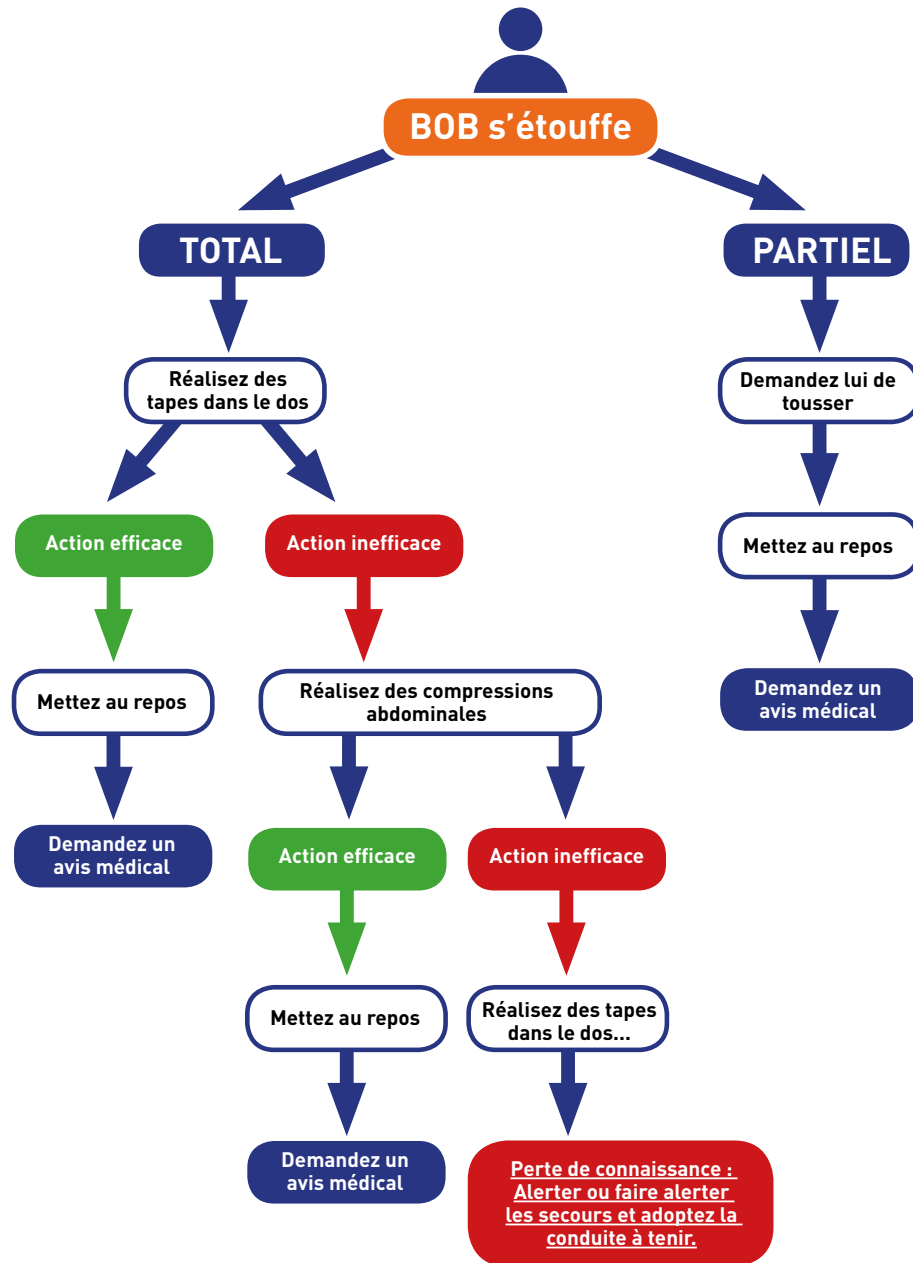 BOB s’étouffe
TOTAL
PARTIEL
Réalisez des
tapes dans le dos
Demandez lui de
tousser
Action efficace
Action inefficace
Mettez au repos
Mettez au repos
Réalisez des compressions
abdominales
Demandez un
avis médical
Demandez un
avis médical
Action efficace
Action inefficace
Mettez au repos
Réalisez des tapes
dans le dos...
Demandez un
avis médical
Perte de connaissance :
Alerter ou faire alerter
les secours et adoptez la
conduite à tenir.